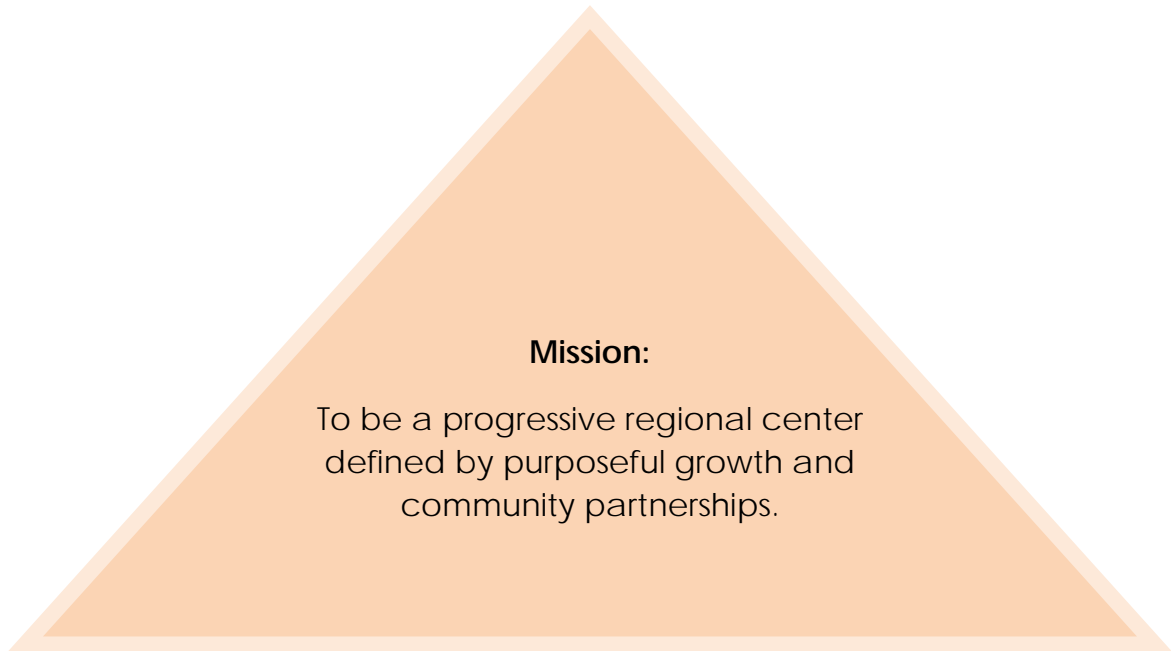 Mission:
To be a progressive regional center
defined by purposeful growth and
community partnerships.